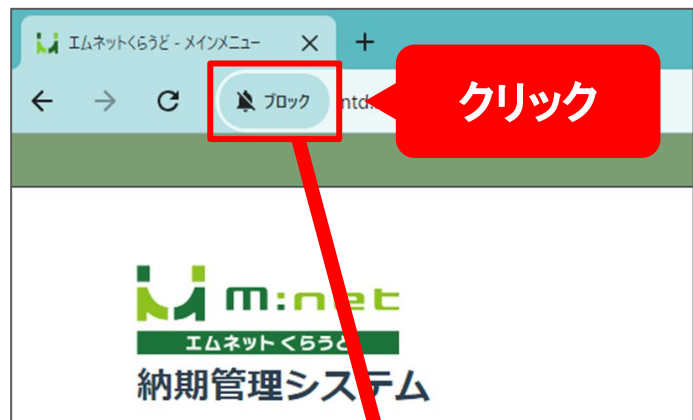 エムネットくらうど - メインメニュー
ブロック
ntd.
クリック
m:net
エムネットくらうど
納期管理システム